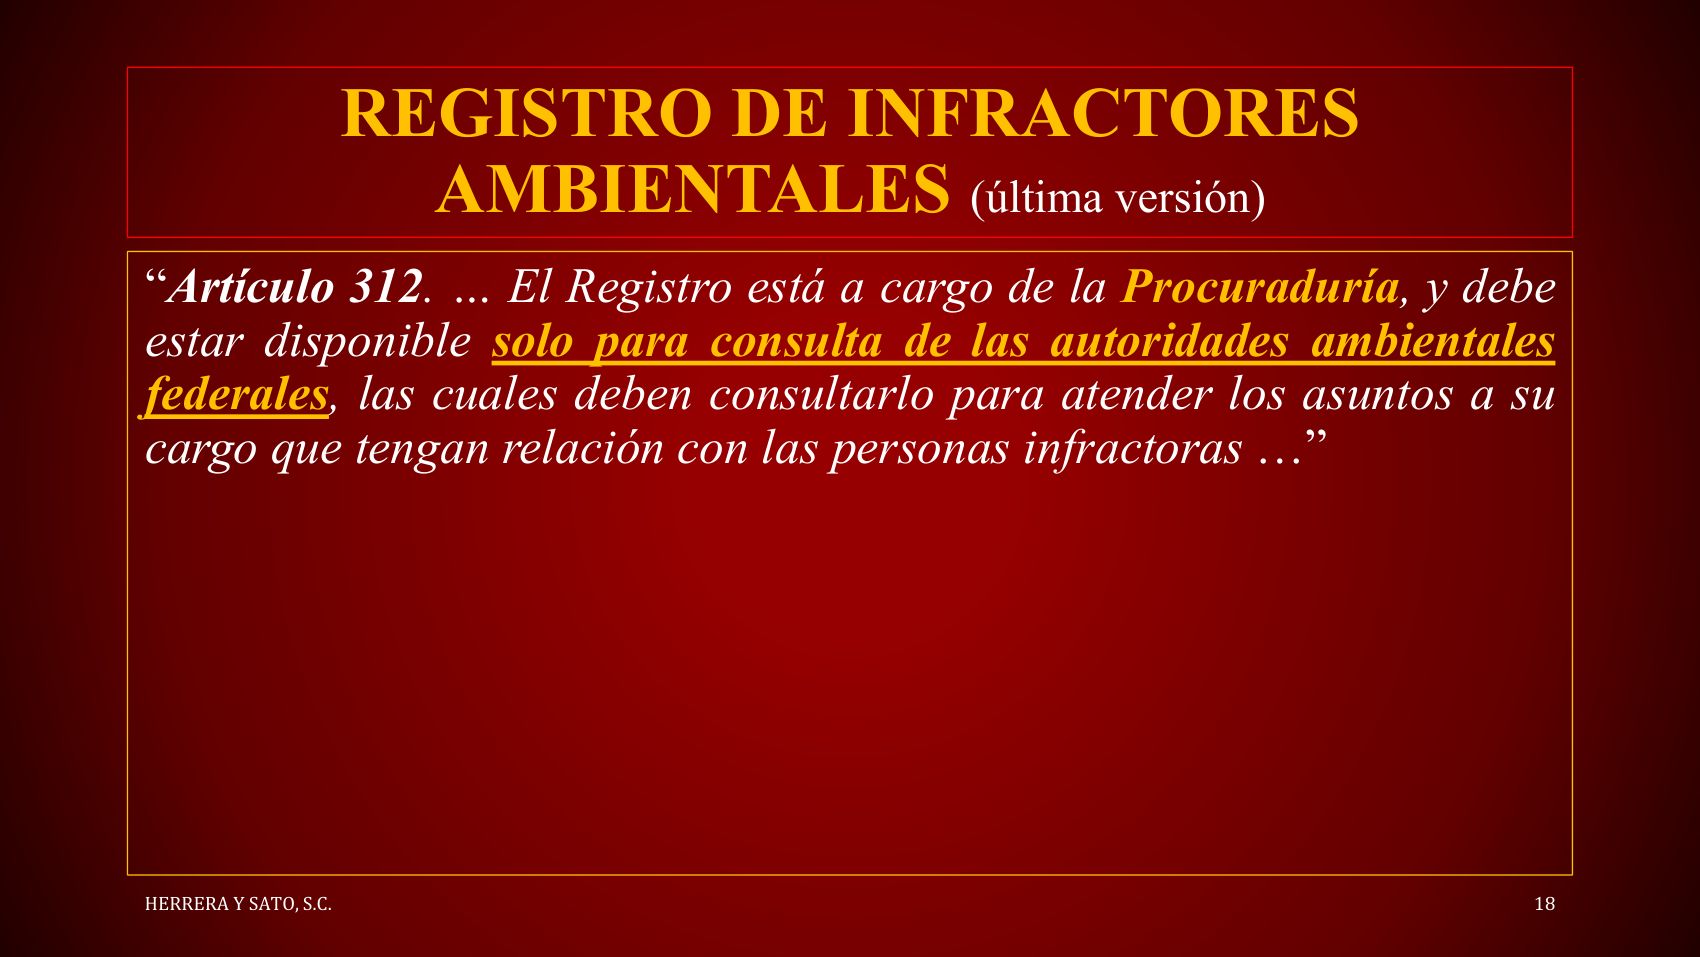 REGISTRO DE INFRACTORES
AMBIENTALES (última versión)
“Artículo 312. … El Registro está a cargo de la Procuraduría, y debe
estar disponible solo para consulta de las autoridades ambientales
federales, las cuales deben consultarlo para atender los asuntos a su
cargo que tengan relación con las personas infractoras …”
HERRERA Y SATO, S.C.
18